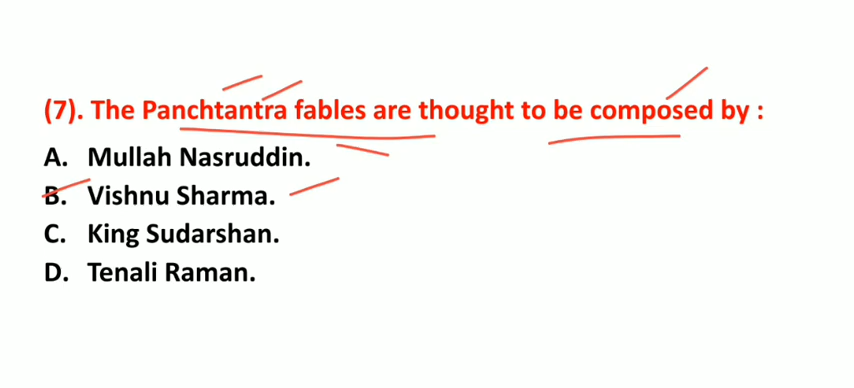 (7). The Panchtantra fables are thought to be composed by :
A. Mullah Nasruddin.
B. Vishnu Sharma.
C. King Sudarshan.
D. Tenali Raman.